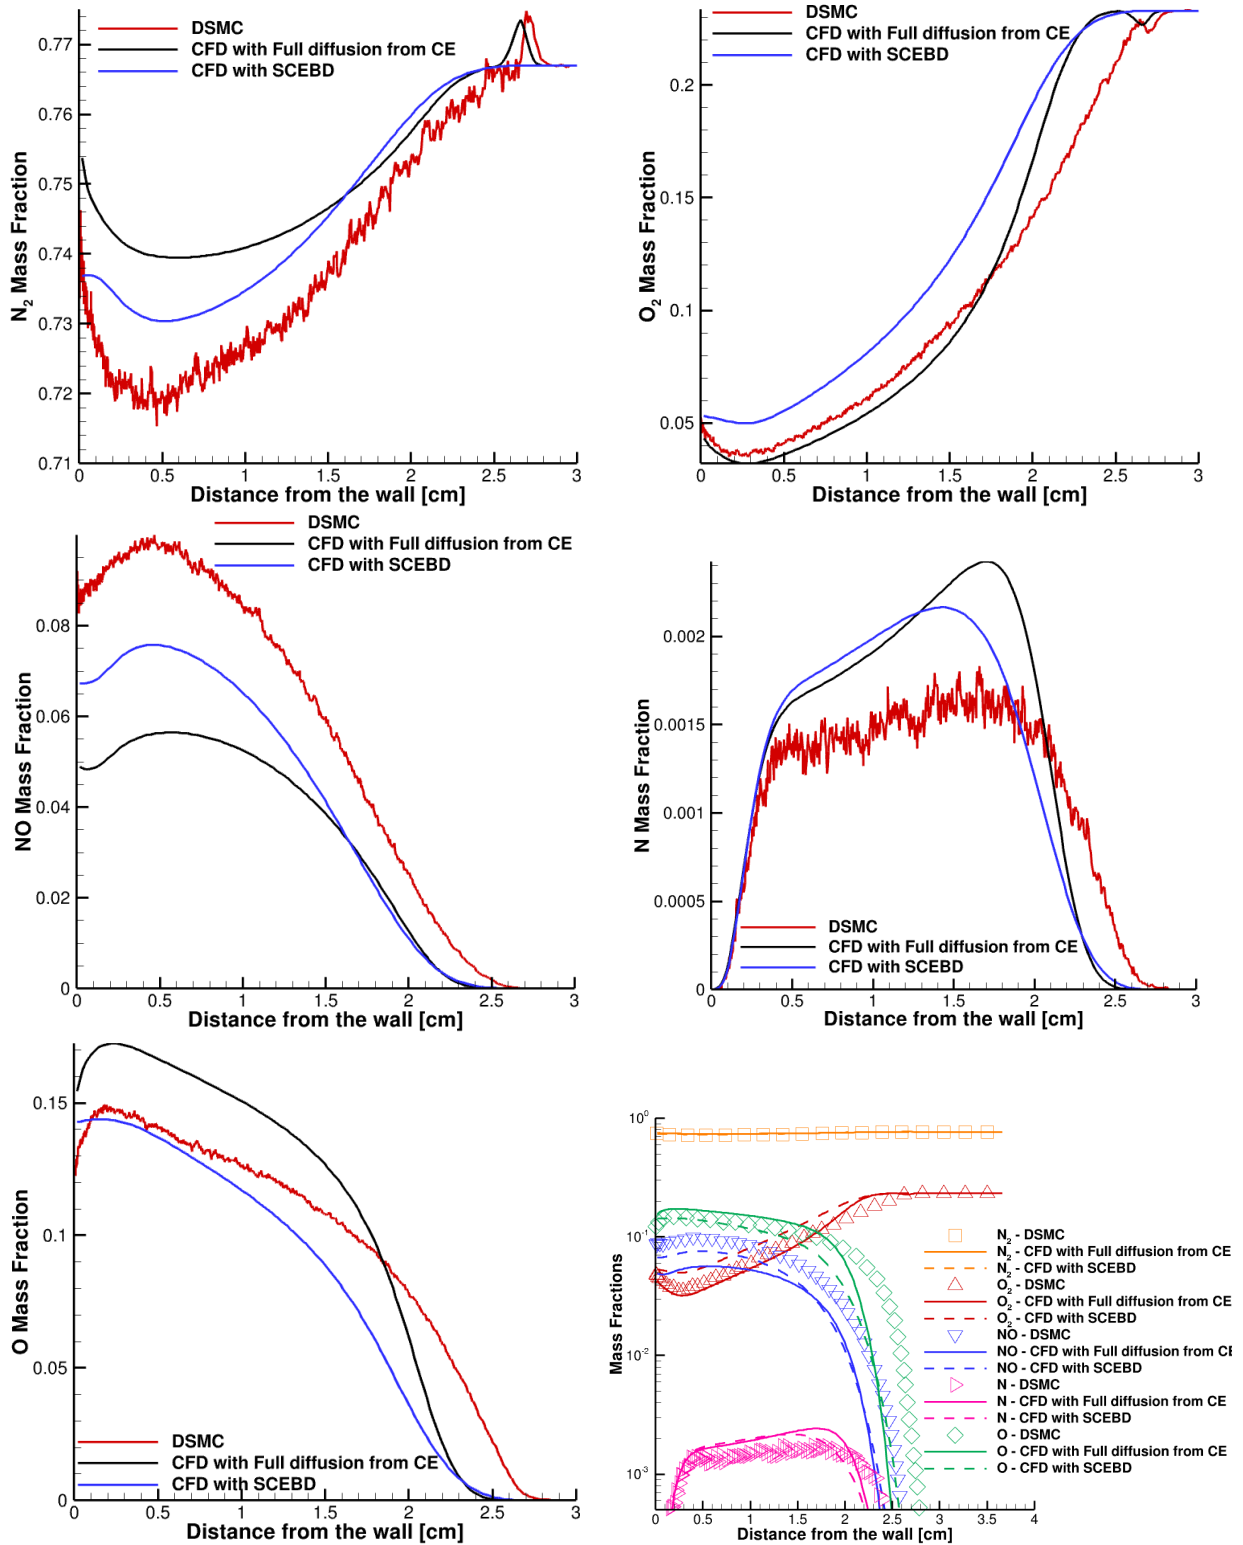 DSMC
CFD with Full diffusion from CE
CFD with SCEBD
0.77
0.76
0.75
0.74
0.73
0.72
0.71
N2 Mass Fraction
0 0.5 1 1.5 2 2.5 3
Distance from the wall [cm]
DSMC
CFD with Full diffusion from CE
CFD with SCEBD
0.2
0.15
0.1
0.05
O2 Mass Fraction
0 0.5 1 1.5 2 2.5 3
Distance from the wall [cm]
DSMC
CFD with Full diffusion from CE
CFD with SCEBD
0.08
0.06
0.04
0.02
0
NO Mass Fraction
0 0.5 1 1.5 2 2.5 3
Distance from the wall [cm]
0.002
0.0015
0.001
0.0005
0
N Mass Fraction
DSMC
CFD with Full diffusion from CE
CFD with SCEBD
0 0.5 1 1.5 2 2.5 3
Distance from the wall [cm]
0.15
0.1
0.05
0
O Mass Fraction
DSMC
CFD with Full diffusion from CE
CFD with SCEBD
0 0.5 1 1.5 2 2.5 3
Distance from the wall [cm]
10^0
10^-1
10^-2
10^-3
Mass Fractions
N2 - DSMC
N2 - CFD with Full diffusion from CE
N2 - CFD with SCEBD
O2 - DSMC
O2 - CFD with Full diffusion from CE
O2 - CFD with SCEBD
NO - DSMC
NO - CFD with Full diffusion from CE
NO - CFD with SCEBD
N - DSMC
N - CFD with Full diffusion from CE
N - CFD with SCEBD
O - DSMC
O - CFD with Full diffusion from CE
O - CFD with SCEBD
0 0.5 1 1.5 2 2.5 3 3.5 4
Distance from the wall [cm]